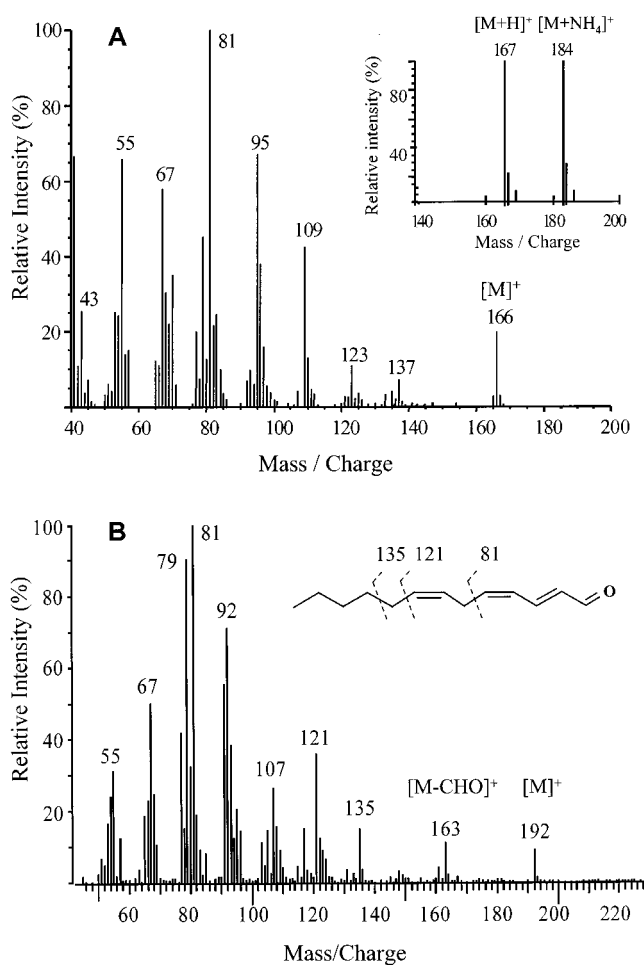 A
Relative Intensity (%)
100
80
60
40
20
43
55
67
81
95
109
123
137
[M]+
166
40 60 80 100 120 140 160 180 200
Mass / Charge
[M+H]+ [M+NH4]+
167 184
Relative intensity (%)
80
40
140 160 180 200
Mass / Charge
B
Relative Intensity (%)
100
80
60
40
20
55
67
79
81
92
107
121
135
[M-CHO]+ [M]+
163 192
135 121 81
O
60 80 100 120 140 160 180 200 220
Mass/Charge